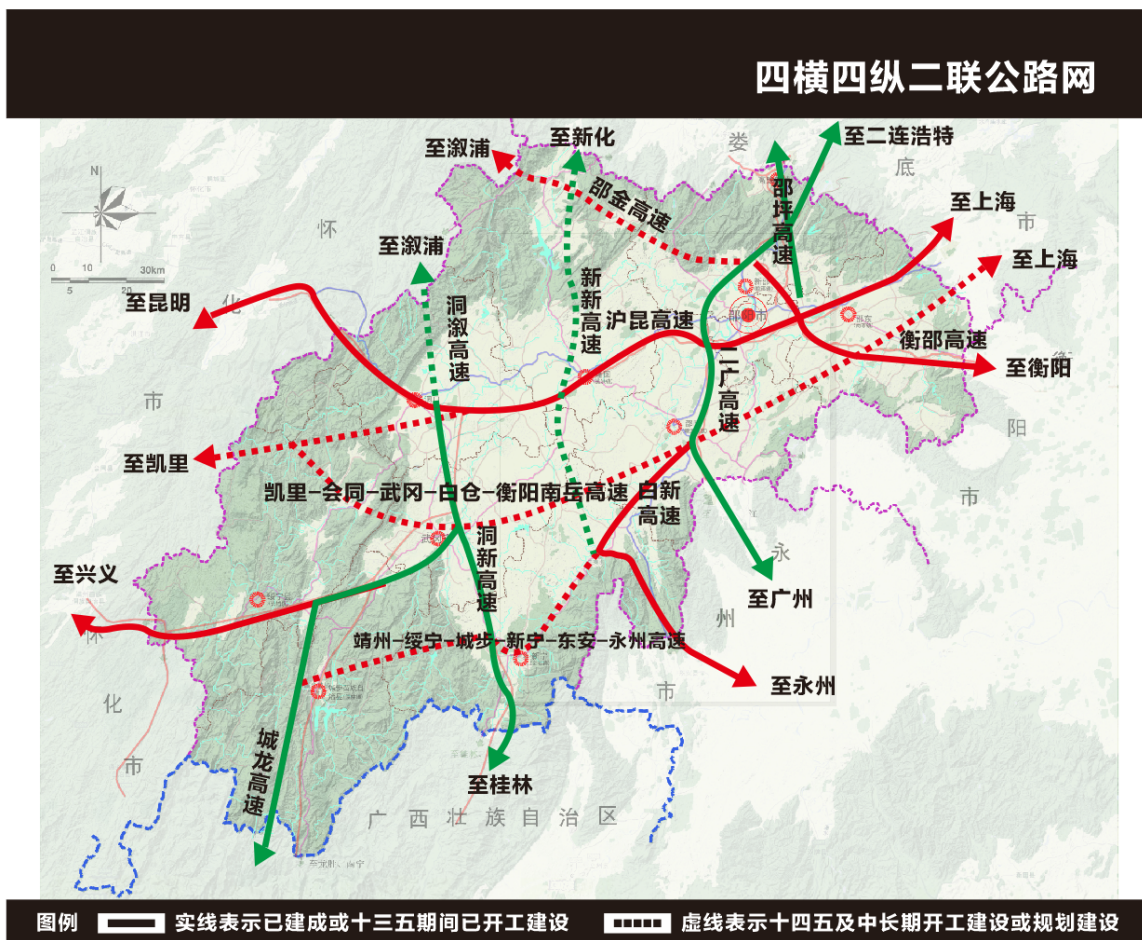 四横四纵二联公路网
至溆浦
至新化
至二连浩特
娄
底
市
邵金高速
邵坪高速
至上海
怀
化
市
N
至溆浦
至上海
0 10 30km
5 20
至昆明
洞溆高速
新新高速
沪昆高速
邵阳市
衡邵高速
二广高速
至衡阳
衡
阳
市
至凯里
凯里-会同-武冈-白仓-衡阳南岳高速
白新
高速
洞新高速
永
州
市
至兴义
至广州
靖州-绥宁-城步-新宁-东安-永州高速
至永州
怀
化
市
城龙高速
至桂林
广西壮族自治区
图例
实线表示已建成或十三五期间已开工建设
虚线表示十四五及中长期开工建设或规划建设